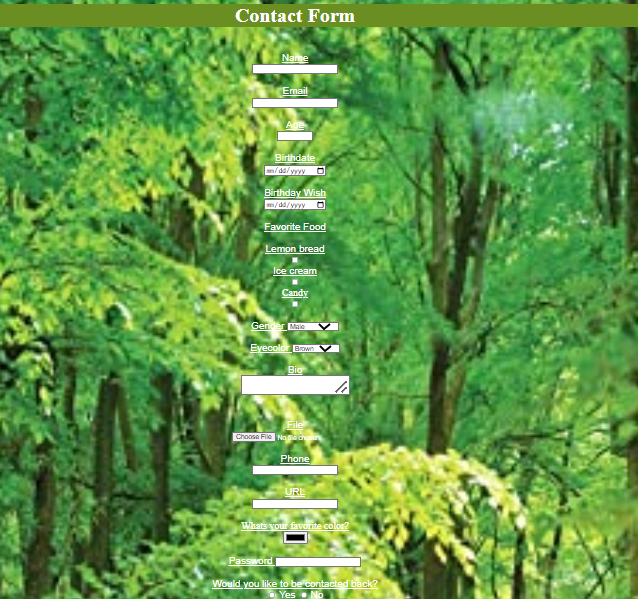 Contact Form
Name
Email
Age
Birthdate
mm/dd/yyyy
Birthday Wish
mm/dd/yyyy
Favorite Food
Lemon bread
Ice cream
Candy
Gender Male
Eyecolor Brown
Bio
File
Choose File No file chosen
Phone
URL
Whats your favorite color?
Password
Would you like to be contacted back?
Yes No